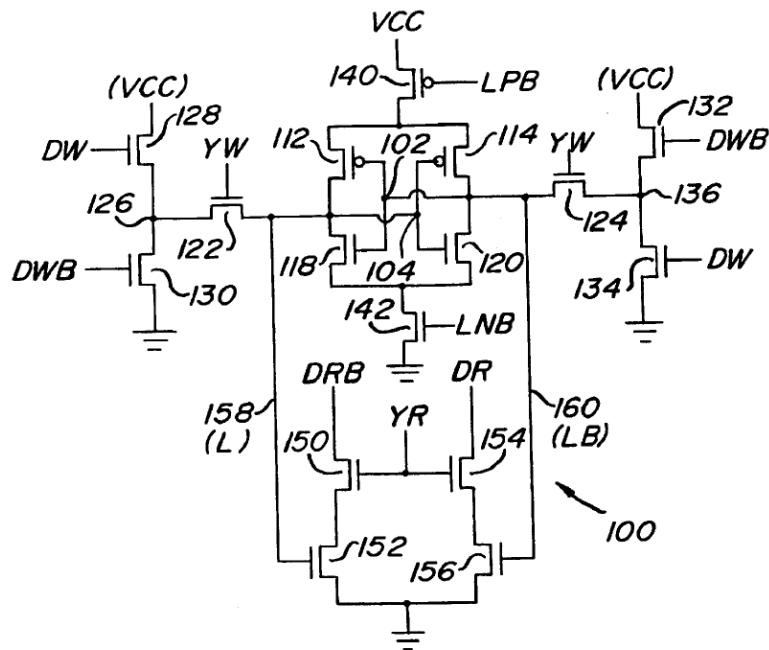 VCC
140
LPB
(VCC)
128
DW
YW
112
102
114
(VCC)
132
DWB
YW
126
122
124
136
118
104
120
DWB
130
134
DW
142
LNB
DRB
DR
158
(L)
YR
150
154
160
(LB)
152
156
100